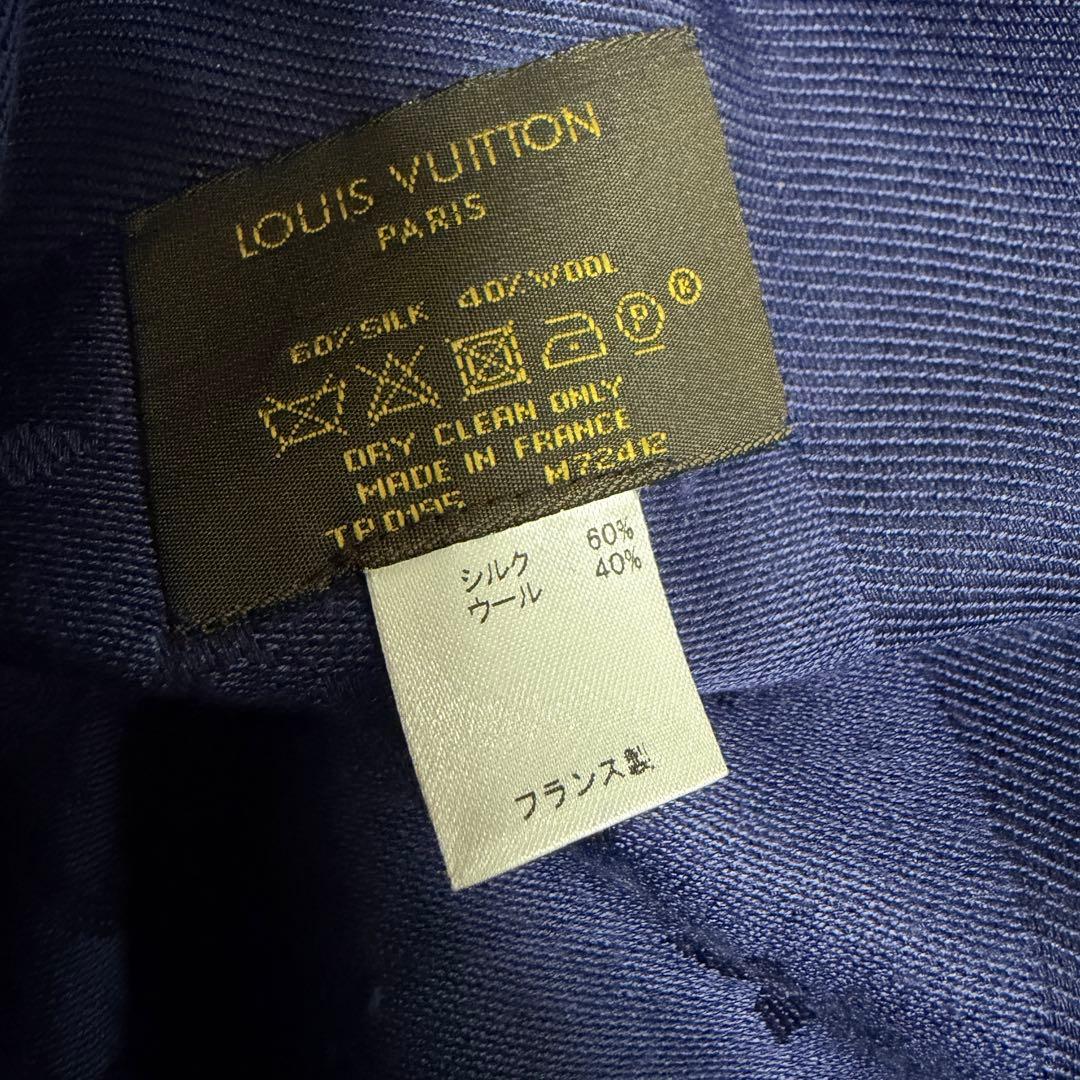 LOUIS VUITTON
PARIS
60%SILK 40%WOOL
P K
DRY CLEAN ONLY
MADE IN FRANCE
TP0195 M72412
シルク 60%
ウール 40%
フランス製